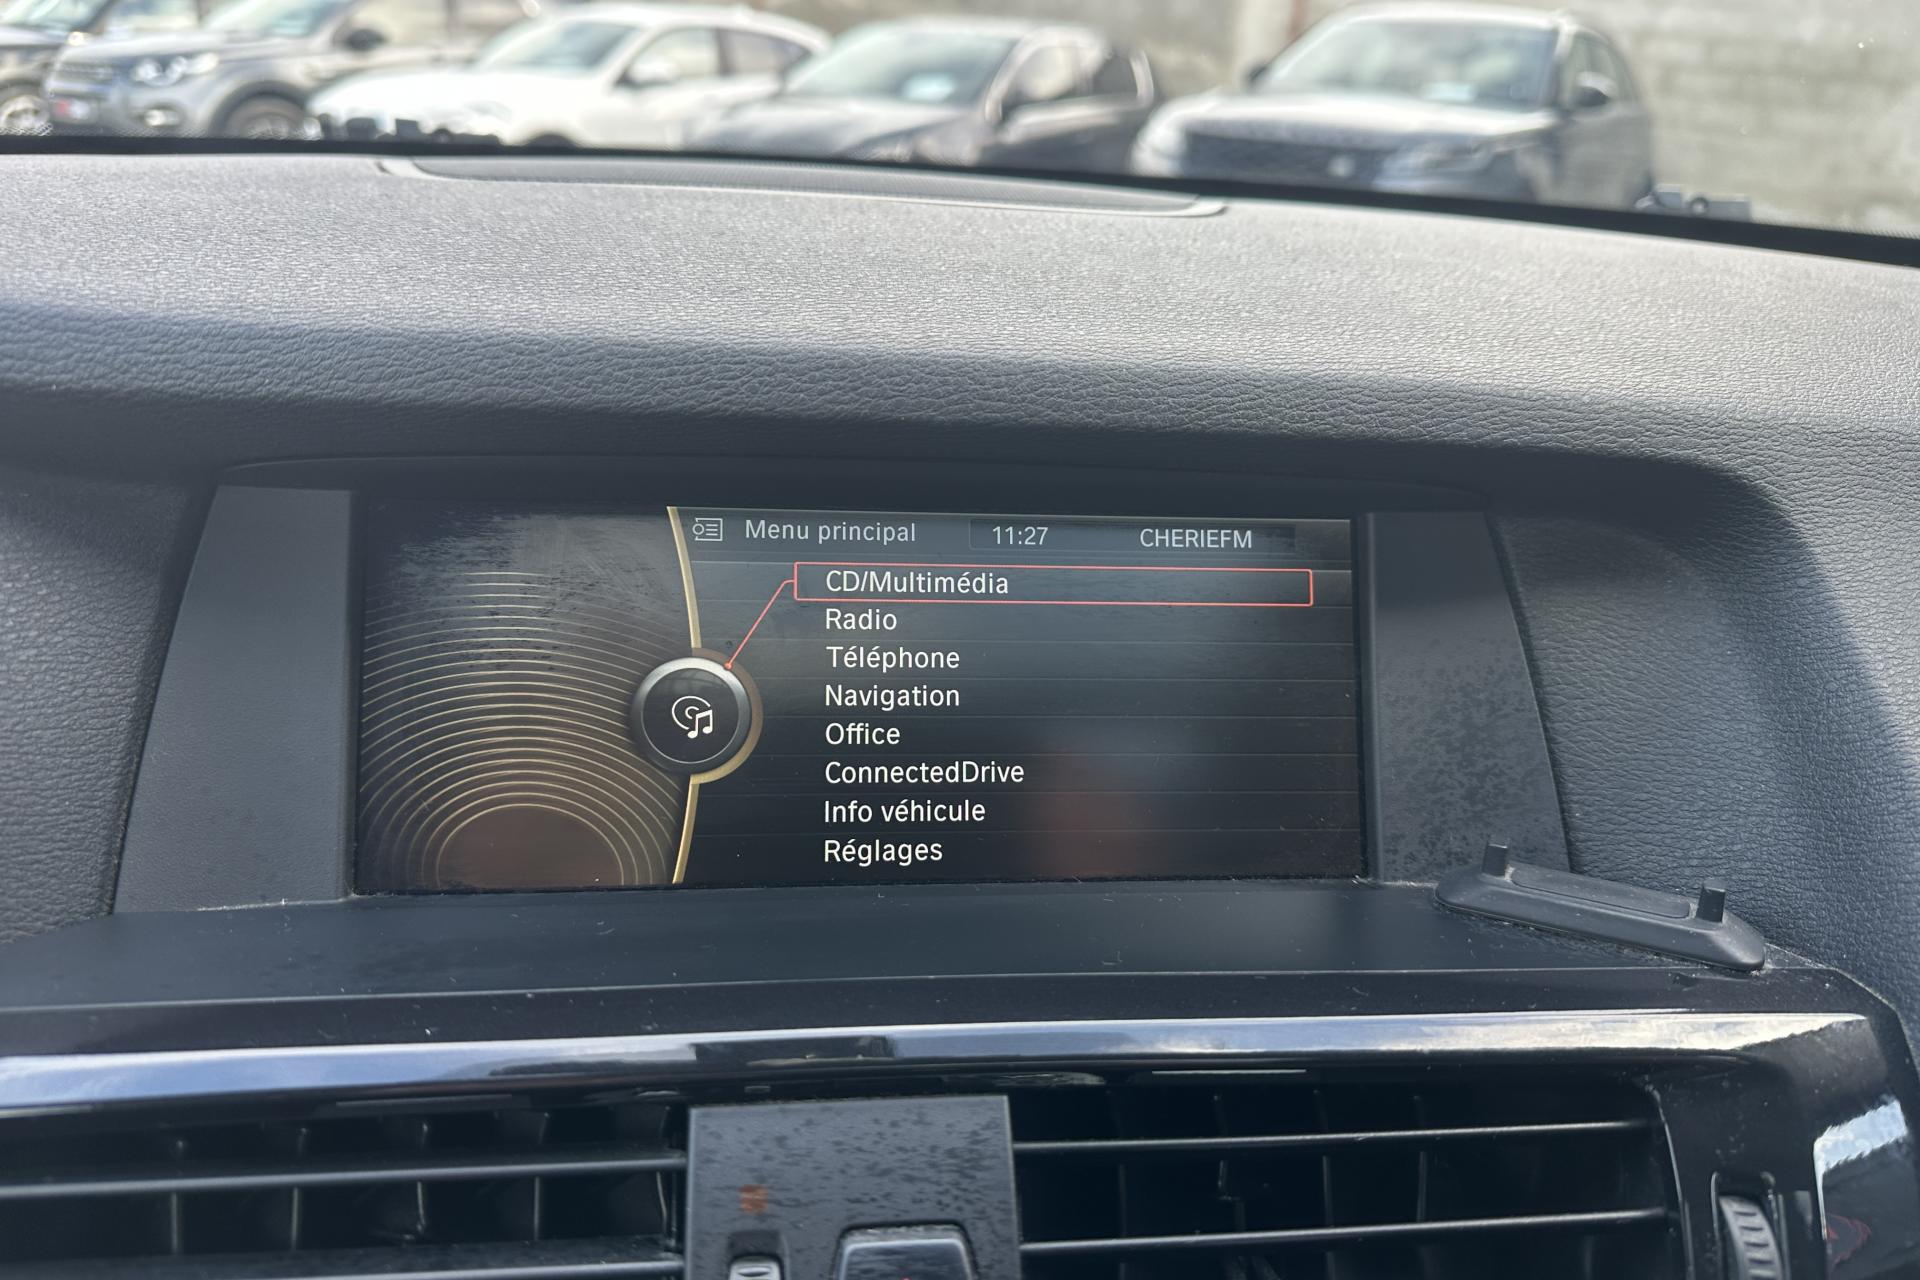 Menu principal 11:27 CHERIEFM
CD/Multimédia
Radio
Téléphone
Navigation
Office
ConnectedDrive
Info véhicule
Réglages